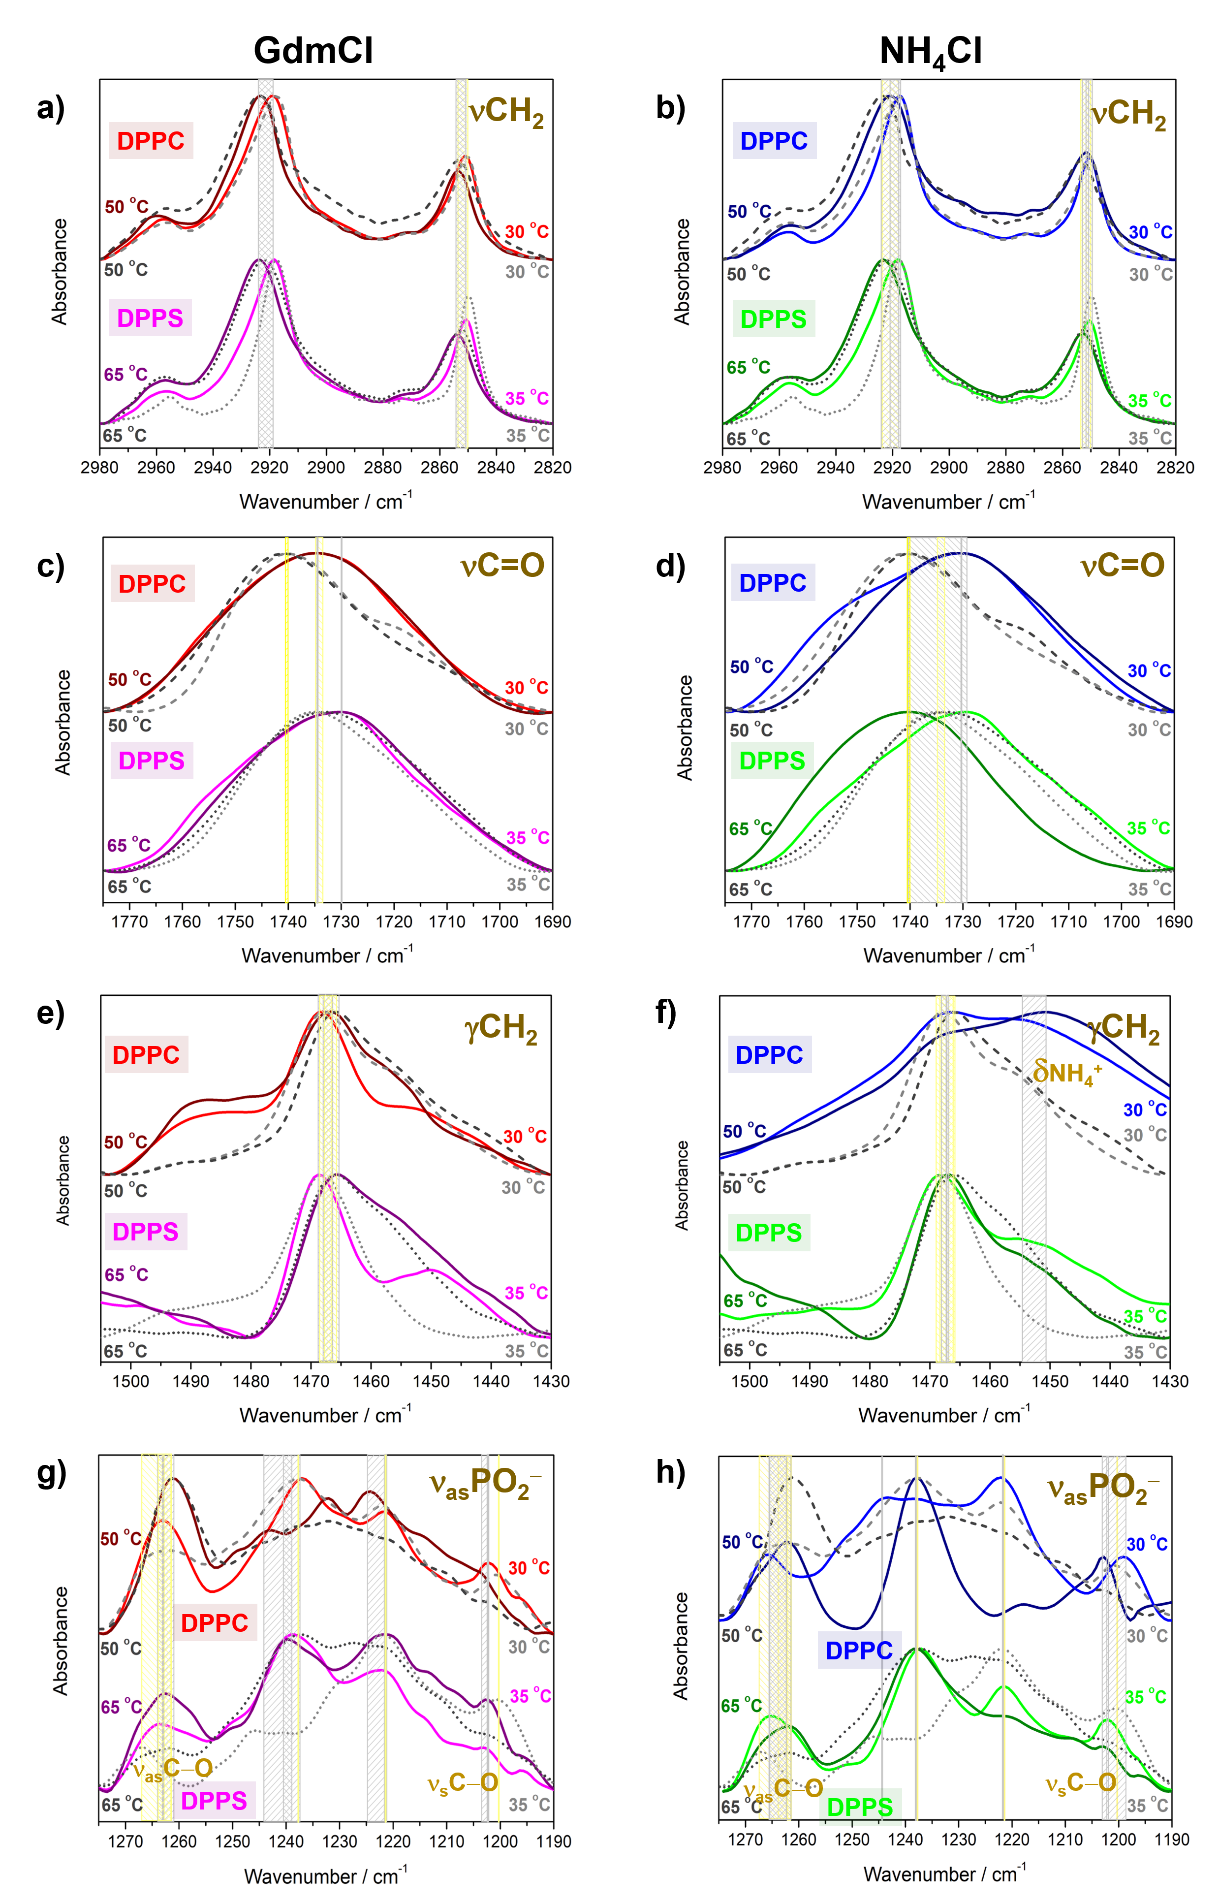 GdmCl NH4Cl
a) νCH2
DPPC
50 °C 30 °C
50 °C 30 °C
DPPS
65 °C 35 °C
65 °C 35 °C
Absorbance
2980 2960 2940 2920 2900 2880 2860 2840 2820
Wavenumber / cm-1
b) νCH2
DPPC
50 °C 30 °C
50 °C 30 °C
DPPS
65 °C 35 °C
65 °C 35 °C
Absorbance
2980 2960 2940 2920 2900 2880 2860 2840 2820
Wavenumber / cm-1
c) νC=O
DPPC
50 °C 30 °C
50 °C 30 °C
DPPS
65 °C 35 °C
65 °C 35 °C
Absorbance
1770 1760 1750 1740 1730 1720 1710 1700 1690
Wavenumber / cm-1
d) νC=O
DPPC
50 °C 30 °C
50 °C 30 °C
DPPS
65 °C 35 °C
65 °C 35 °C
Absorbance
1770 1760 1750 1740 1730 1720 1710 1700 1690
Wavenumber / cm-1
e) γCH2
DPPC
50 °C 30 °C
50 °C 30 °C
DPPS
65 °C 35 °C
65 °C 35 °C
Absorbance
1500 1490 1480 1470 1460 1450 1440 1430
Wavenumber / cm-1
f) γCH2
DPPC
δNH4+
50 °C 30 °C
50 °C 30 °C
DPPS
65 °C 35 °C
65 °C 35 °C
Absorbance
1500 1490 1480 1470 1460 1450 1440 1430
Wavenumber / cm-1
g) νasPO2−
50 °C 30 °C
DPPC
50 °C 30 °C
65 °C 35 °C
νasC−O νsC−O
65 °C DPPS 35 °C
Absorbance
1270 1260 1250 1240 1230 1220 1210 1200 1190
Wavenumber / cm-1
h) νasPO2−
50 °C 30 °C
50 °C 30 °C
DPPC
65 °C 35 °C
νasC−O νsC−O
65 °C DPPS 35 °C
Absorbance
1270 1260 1250 1240 1230 1220 1210 1200 1190
Wavenumber / cm-1